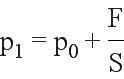 p₁ = p₀ + F/S